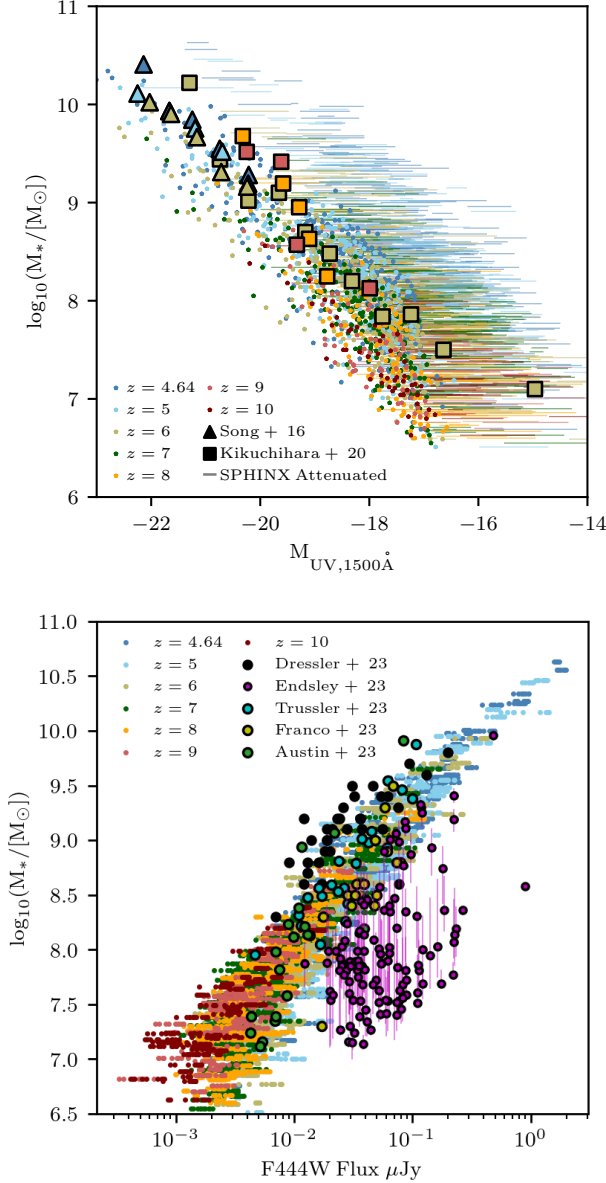 11
10
9
8
7
6
log₁₀(M*/[M⊙])
z = 4.64
z = 5
z = 6
z = 7
z = 8
z = 9
z = 10
Song + 16
Kikuchihara + 20
SPHINX Attenuated
−22 −20 −18 −16 −14
M_UV,1500Å
11.0
10.5
10.0
9.5
9.0
8.5
8.0
7.5
7.0
6.5
log₁₀(M*/[M⊙])
z = 4.64
z = 5
z = 6
z = 7
z = 8
z = 9
z = 10
Dressler + 23
Endsley + 23
Trussler + 23
Franco + 23
Austin + 23
10⁻³ 10⁻² 10⁻¹ 10⁰
F444W Flux μJy